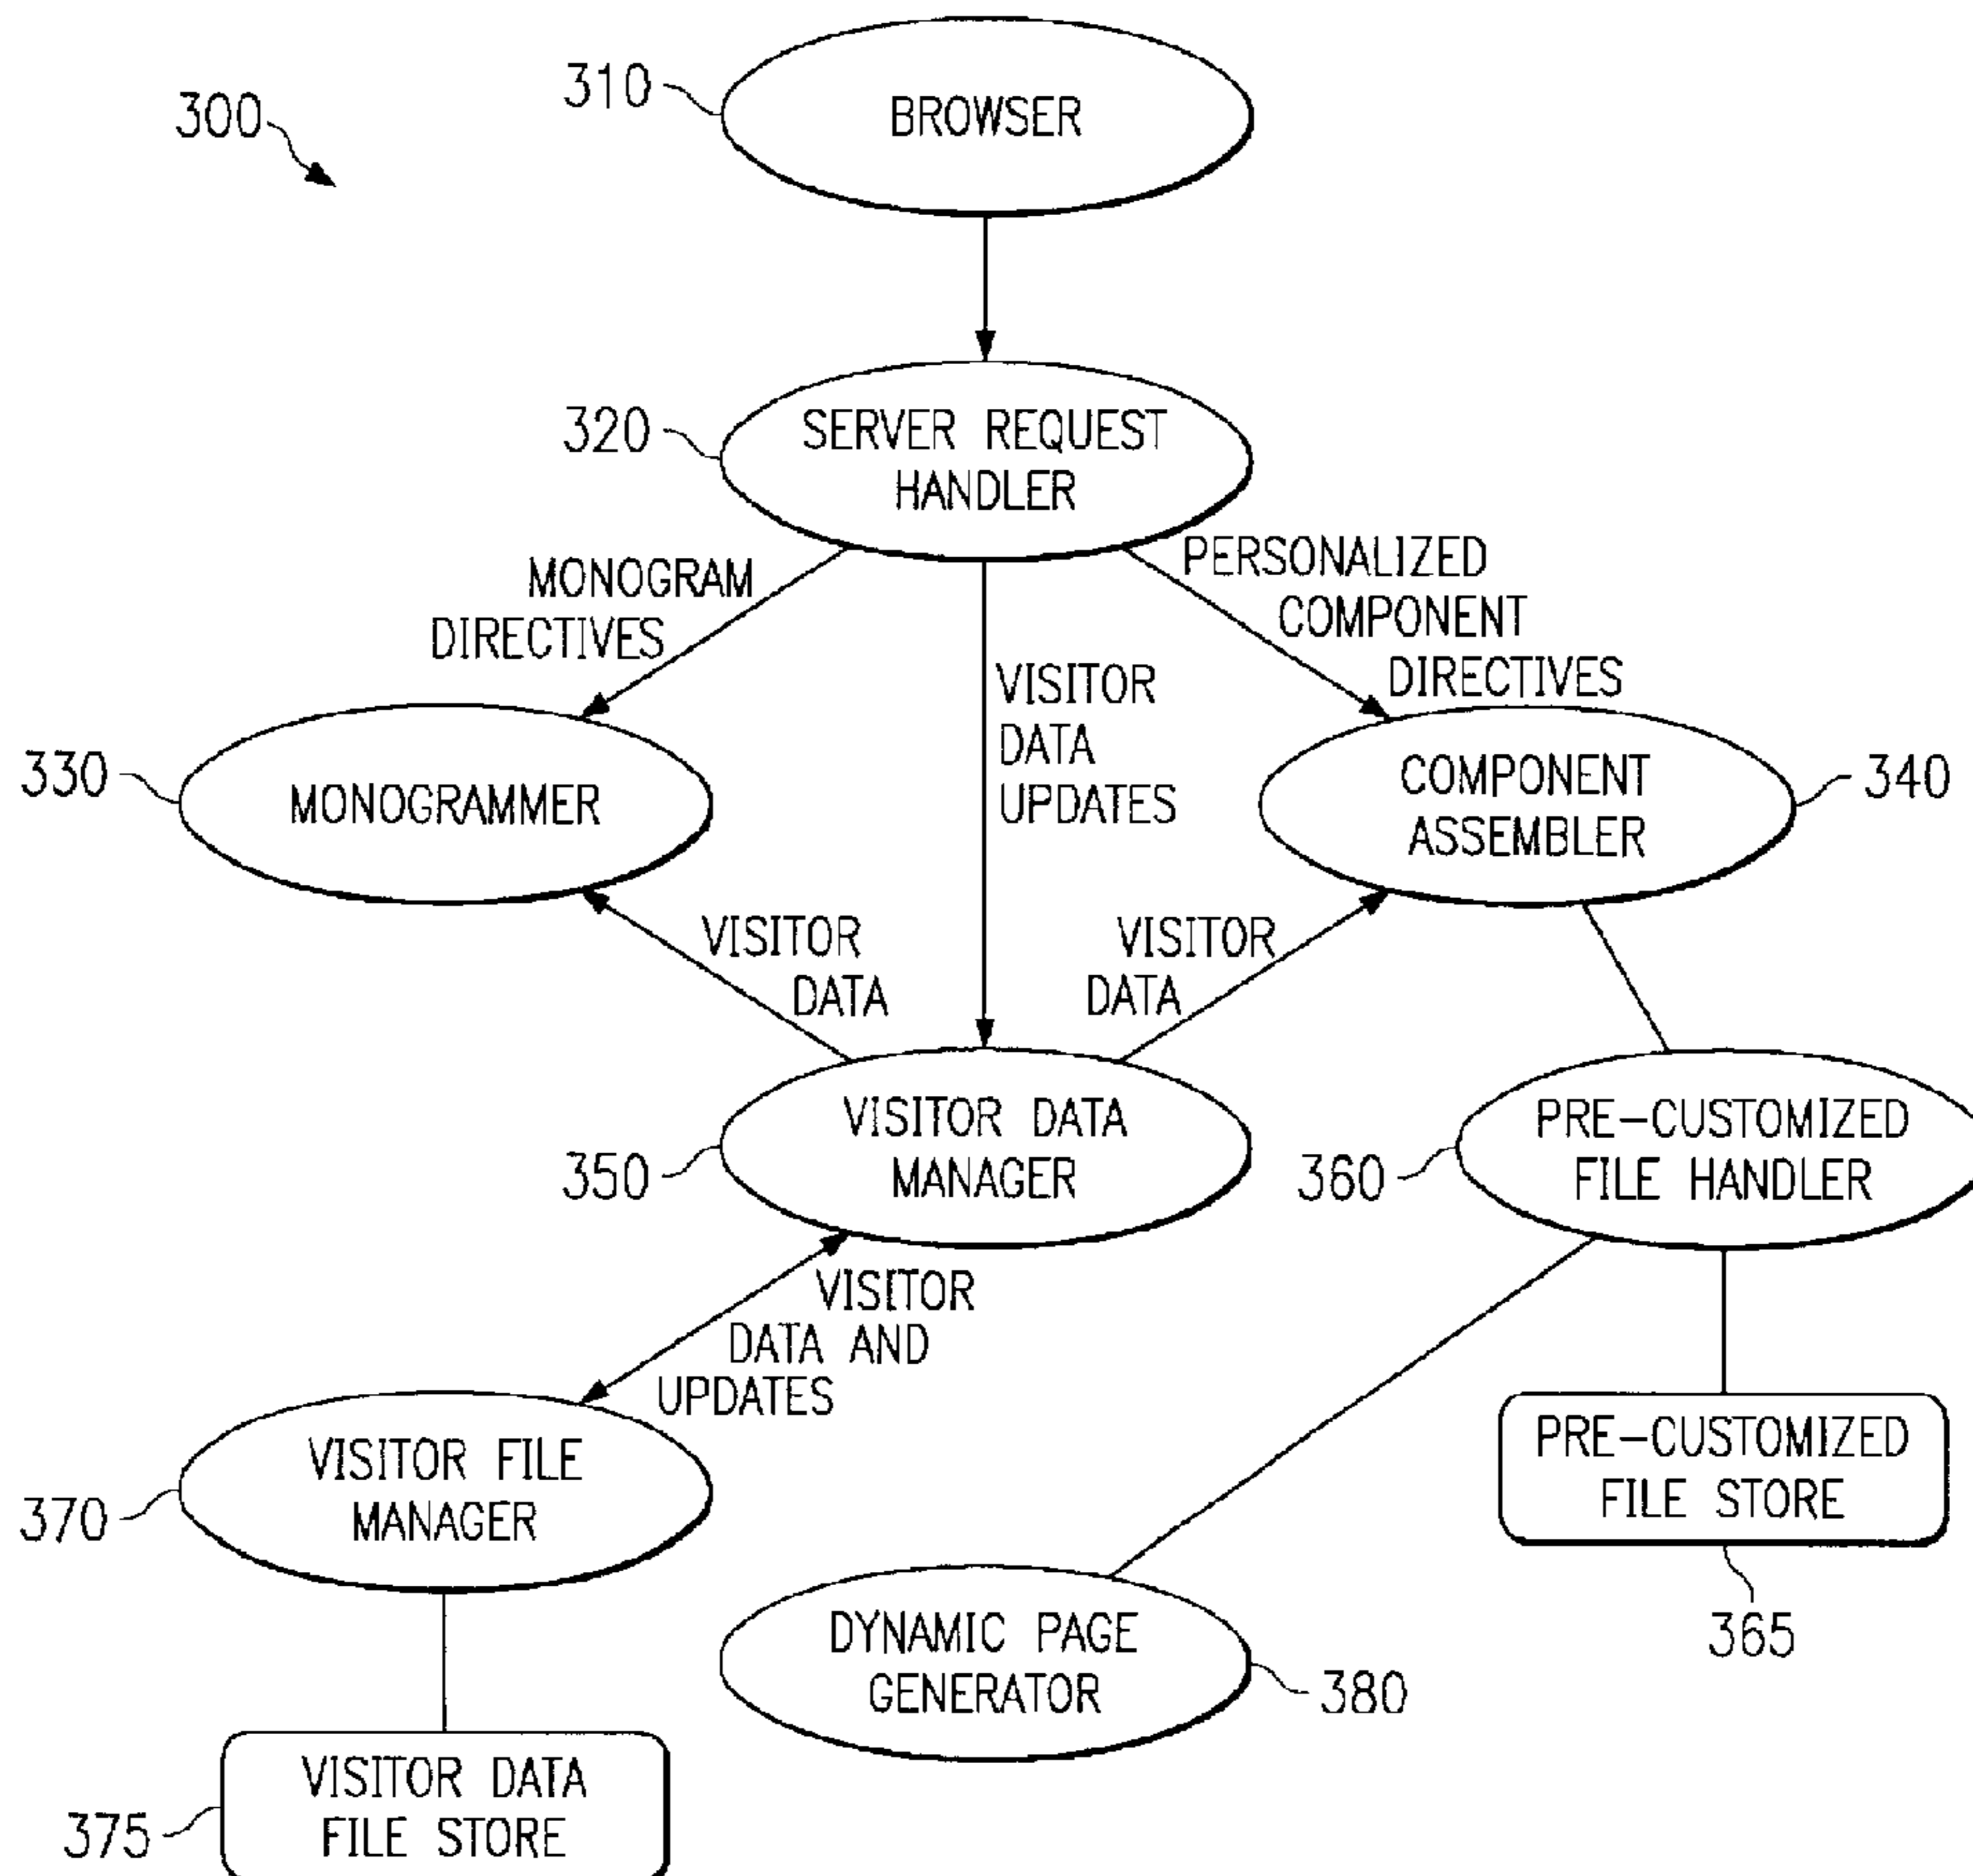 310
BROWSER
300
320
SERVER REQUEST
HANDLER
MONOGRAM
DIRECTIVES
PERSONALIZED
COMPONENT
DIRECTIVES
VISITOR
DATA
UPDATES
330
MONOGRAMMER
COMPONENT
ASSEMBLER
340
VISITOR
DATA
VISITOR
DATA
350
VISITOR DATA
MANAGER
360
PRE-CUSTOMIZED
FILE HANDLER
VISITOR
DATA AND
UPDATES
370
VISITOR FILE
MANAGER
PRE-CUSTOMIZED
FILE STORE
365
DYNAMIC PAGE
GENERATOR
380
375
VISITOR DATA
FILE STORE